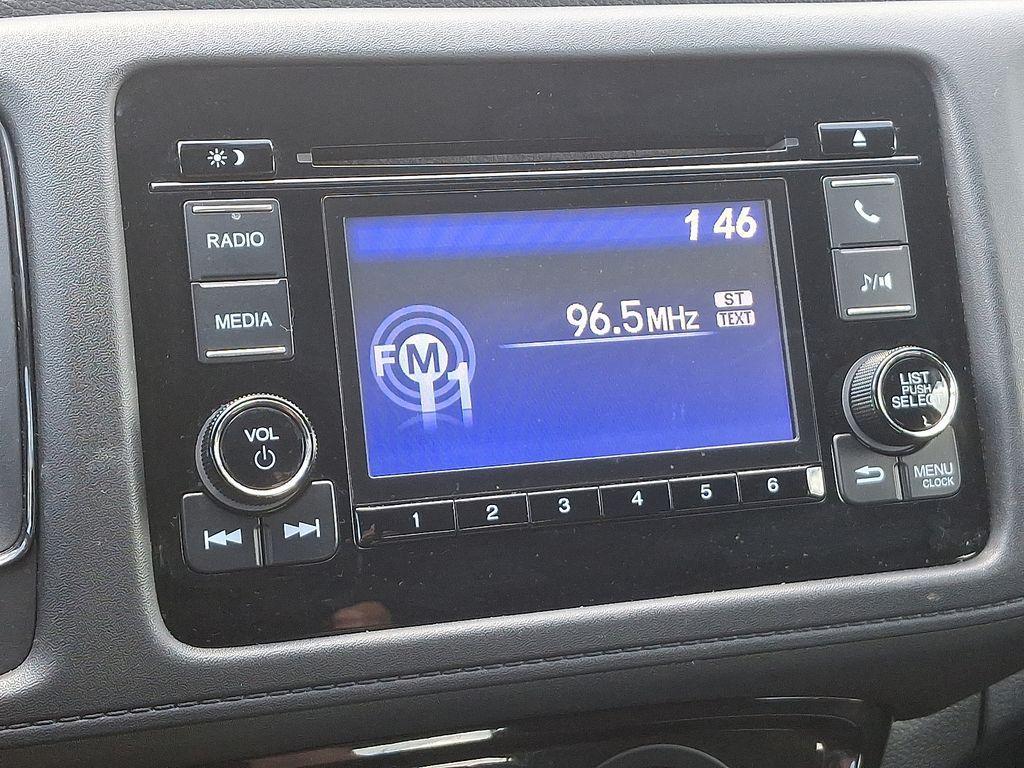 1 46
RADIO
96.5MHz
ST
TEXT
MEDIA
FM
1
LIST
PUSH
SELECT
VOL
MENU
CLOCK
1 2 3 4 5 6